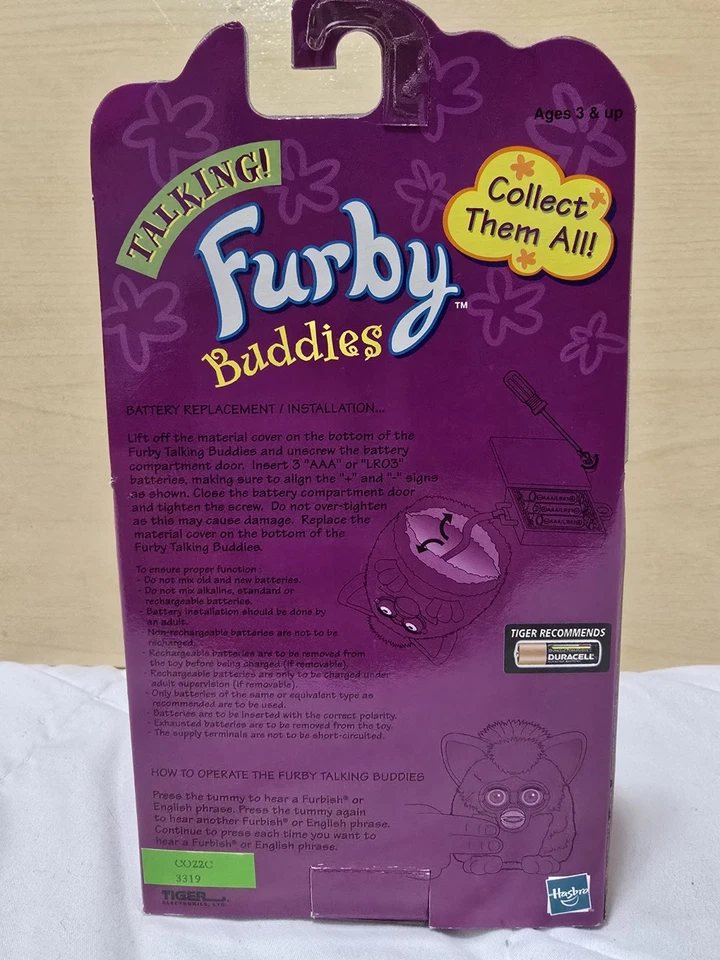 Ages 3 & up
TALKING!
Furby™
Buddies
Collect
Them All!
BATTERY REPLACEMENT / INSTALLATION...
Lift off the material cover on the bottom of the
Furby Talking Buddies and unscrew the battery
compartment door. Insert 3 "AAA" or "LR03"
batteries, making sure to align the "+" and "-" signs
as shown. Close the battery compartment door
and tighten the screw. Do not over-tighten
as this may cause damage. Replace the
material cover on the bottom of the
Furby Talking Buddies.
To ensure proper function :
- Do not mix old and new batteries.
- Do not mix alkaline, standard or
rechargeable batteries.
- Battery installation should be done by
an adult.
- Non-rechargeable batteries are not to be
recharged.
- Rechargeable batteries are to be removed from
the toy before being charged (if removable).
- Rechargeable batteries are only to be charged under
adult supervision (if removable).
- Only batteries of the same or equivalent type as
recommended are to be used.
- Batteries are to be inserted with the correct polarity.
- Exhausted batteries are to be removed from the toy.
- The supply terminals are not to be short-circuited.
TIGER RECOMMENDS
DURACELL
HOW TO OPERATE THE FURBY TALKING BUDDIES
Press the tummy to hear a Furbish® or
English phrase. Press the tummy again
to hear another Furbish® or English phrase.
Continue to press each time you want to
hear a Furbish® or English phrase.
COZZC
3319
TIGER
ELECTRONICS, LTD.
Hasbro